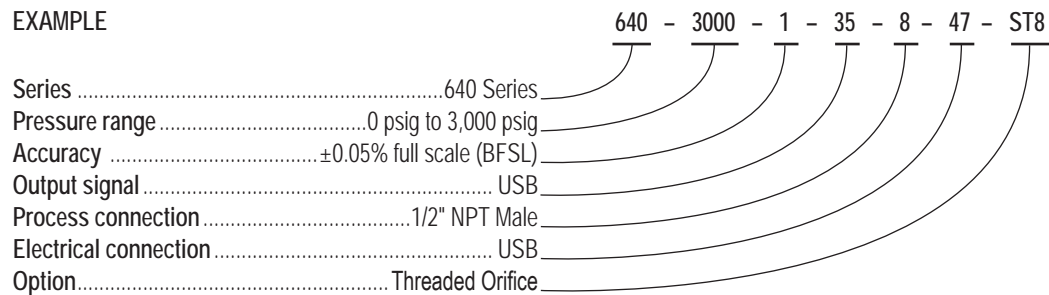 EXAMPLE 640 – 3000 – 1 – 35 – 8 – 47 – ST8
Series ................................................................640 Series
Pressure range ......................................0 psig to 3,000 psig
Accuracy ......................................±0.05% full scale (BFSL)
Output signal ................................................................ USB
Process connection ......................................1/2" NPT Male
Electrical connection .................................................. USB
Option......................................................... Threaded Orifice